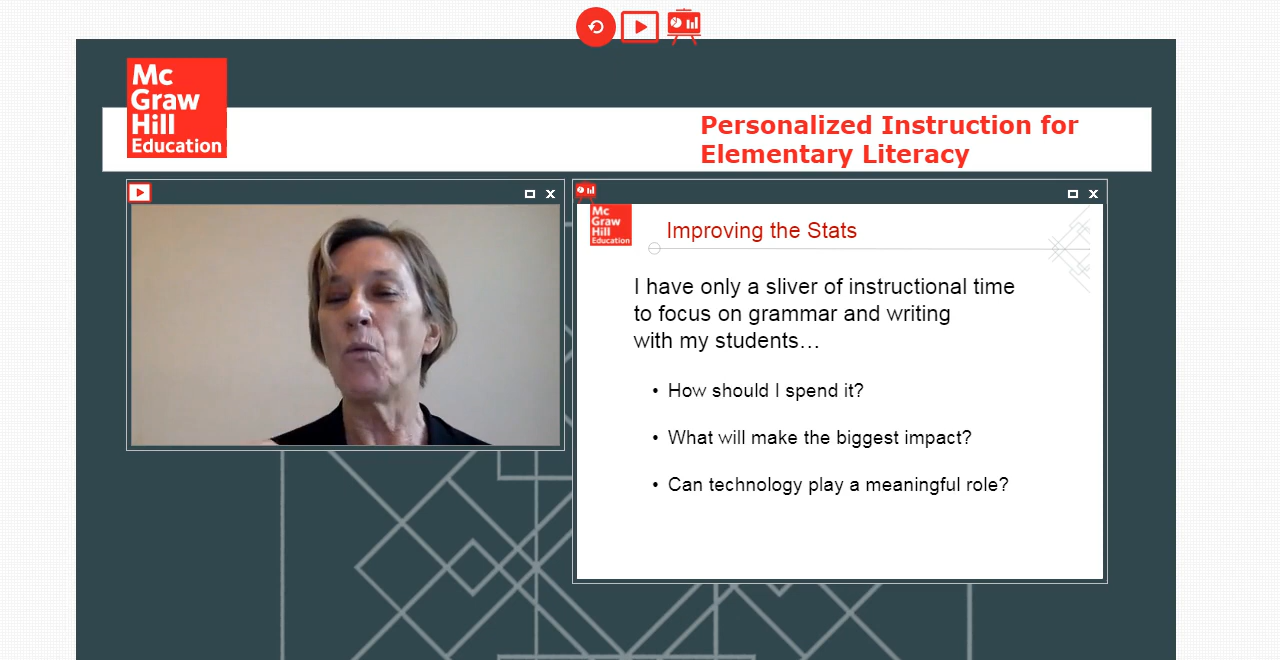 Mc
Graw
Hill
Education
Personalized Instruction for
Elementary Literacy
Mc
Graw
Hill
Education
Improving the Stats
I have only a sliver of instructional time
to focus on grammar and writing
with my students…
• How should I spend it?
• What will make the biggest impact?
• Can technology play a meaningful role?